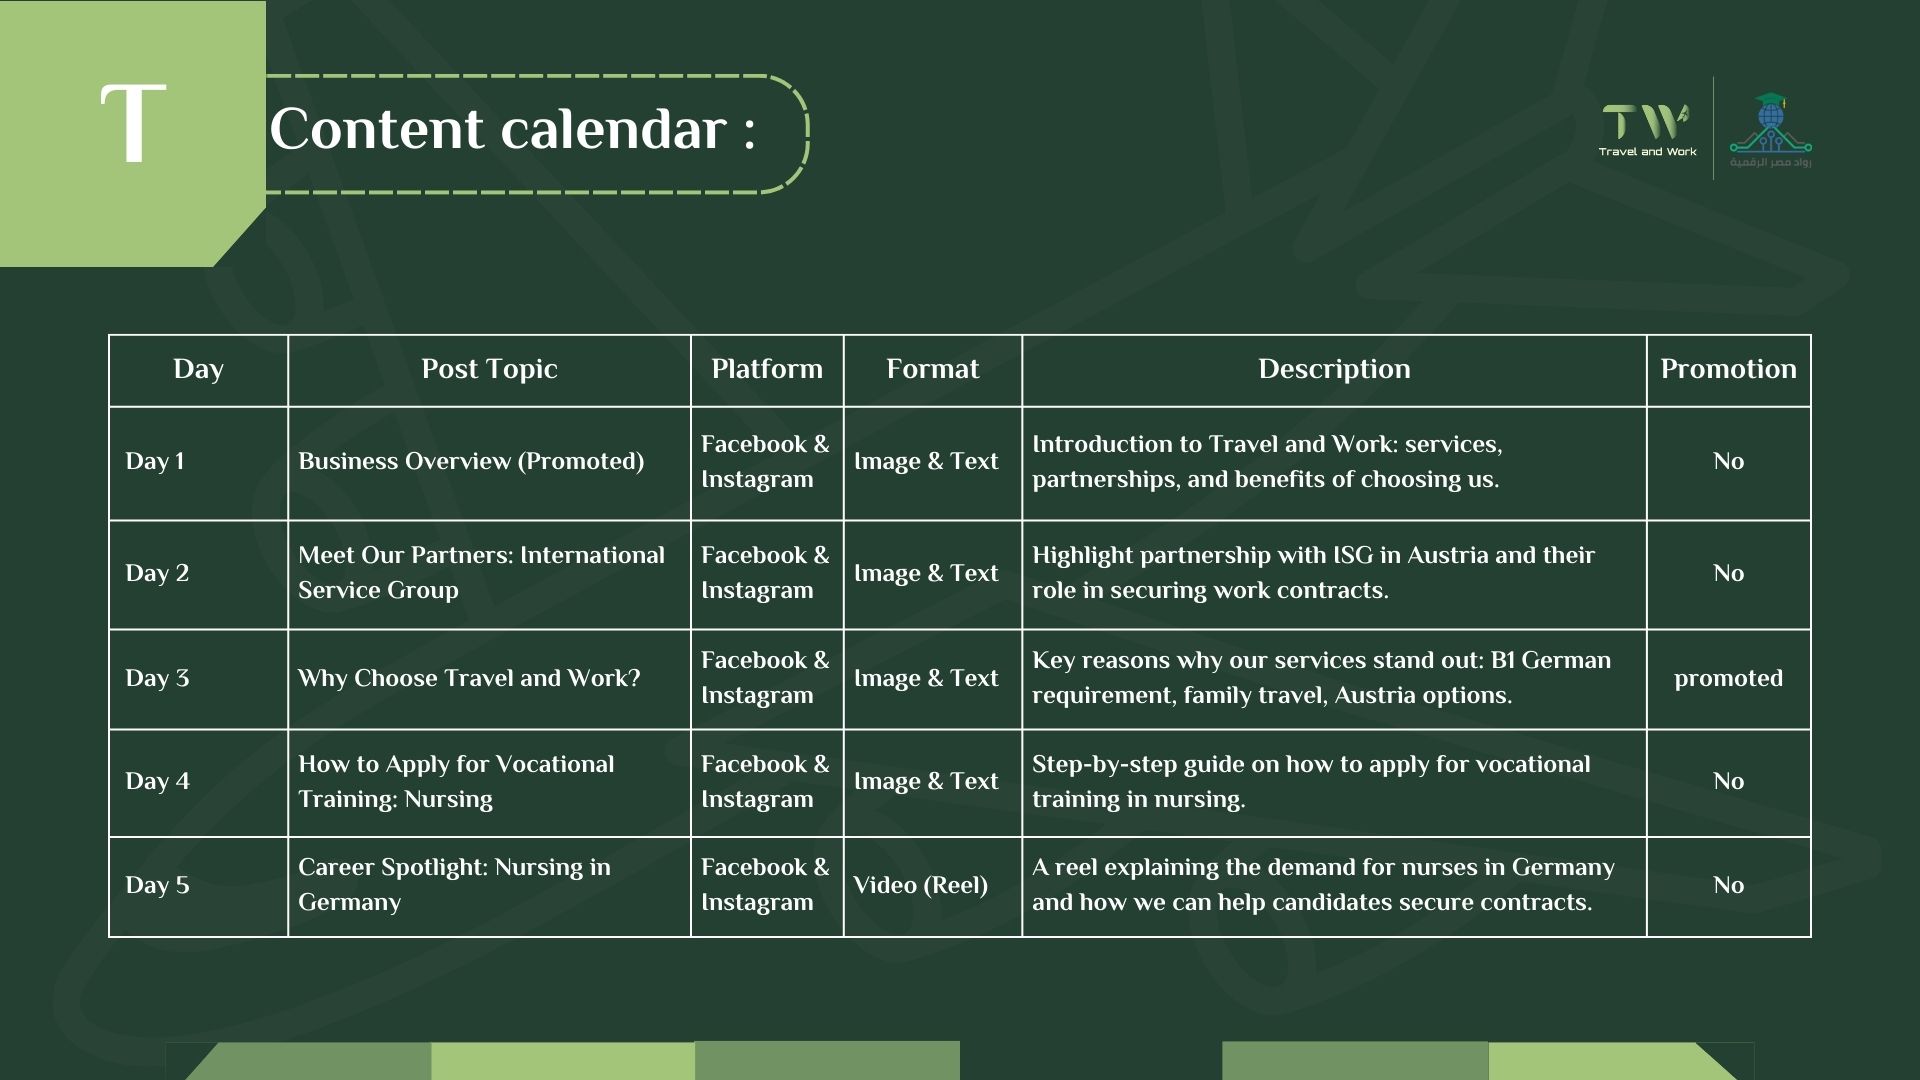 T
Content calendar :
TW
Travel and Work
رواد مصر الرقمية
Day
Post Topic
Platform
Format
Description
Promotion
Day 1
Business Overview (Promoted)
Facebook &
Instagram
Image & Text
Introduction to Travel and Work: services,
partnerships, and benefits of choosing us.
No
Day 2
Meet Our Partners: International
Service Group
Facebook &
Instagram
Image & Text
Highlight partnership with ISG in Austria and their
role in securing work contracts.
No
Day 3
Why Choose Travel and Work?
Facebook &
Instagram
Image & Text
Key reasons why our services stand out: B1 German
requirement, family travel, Austria options.
promoted
Day 4
How to Apply for Vocational
Training: Nursing
Facebook &
Instagram
Image & Text
Step-by-step guide on how to apply for vocational
training in nursing.
No
Day 5
Career Spotlight: Nursing in
Germany
Facebook &
Instagram
Video (Reel)
A reel explaining the demand for nurses in Germany
and how we can help candidates secure contracts.
No